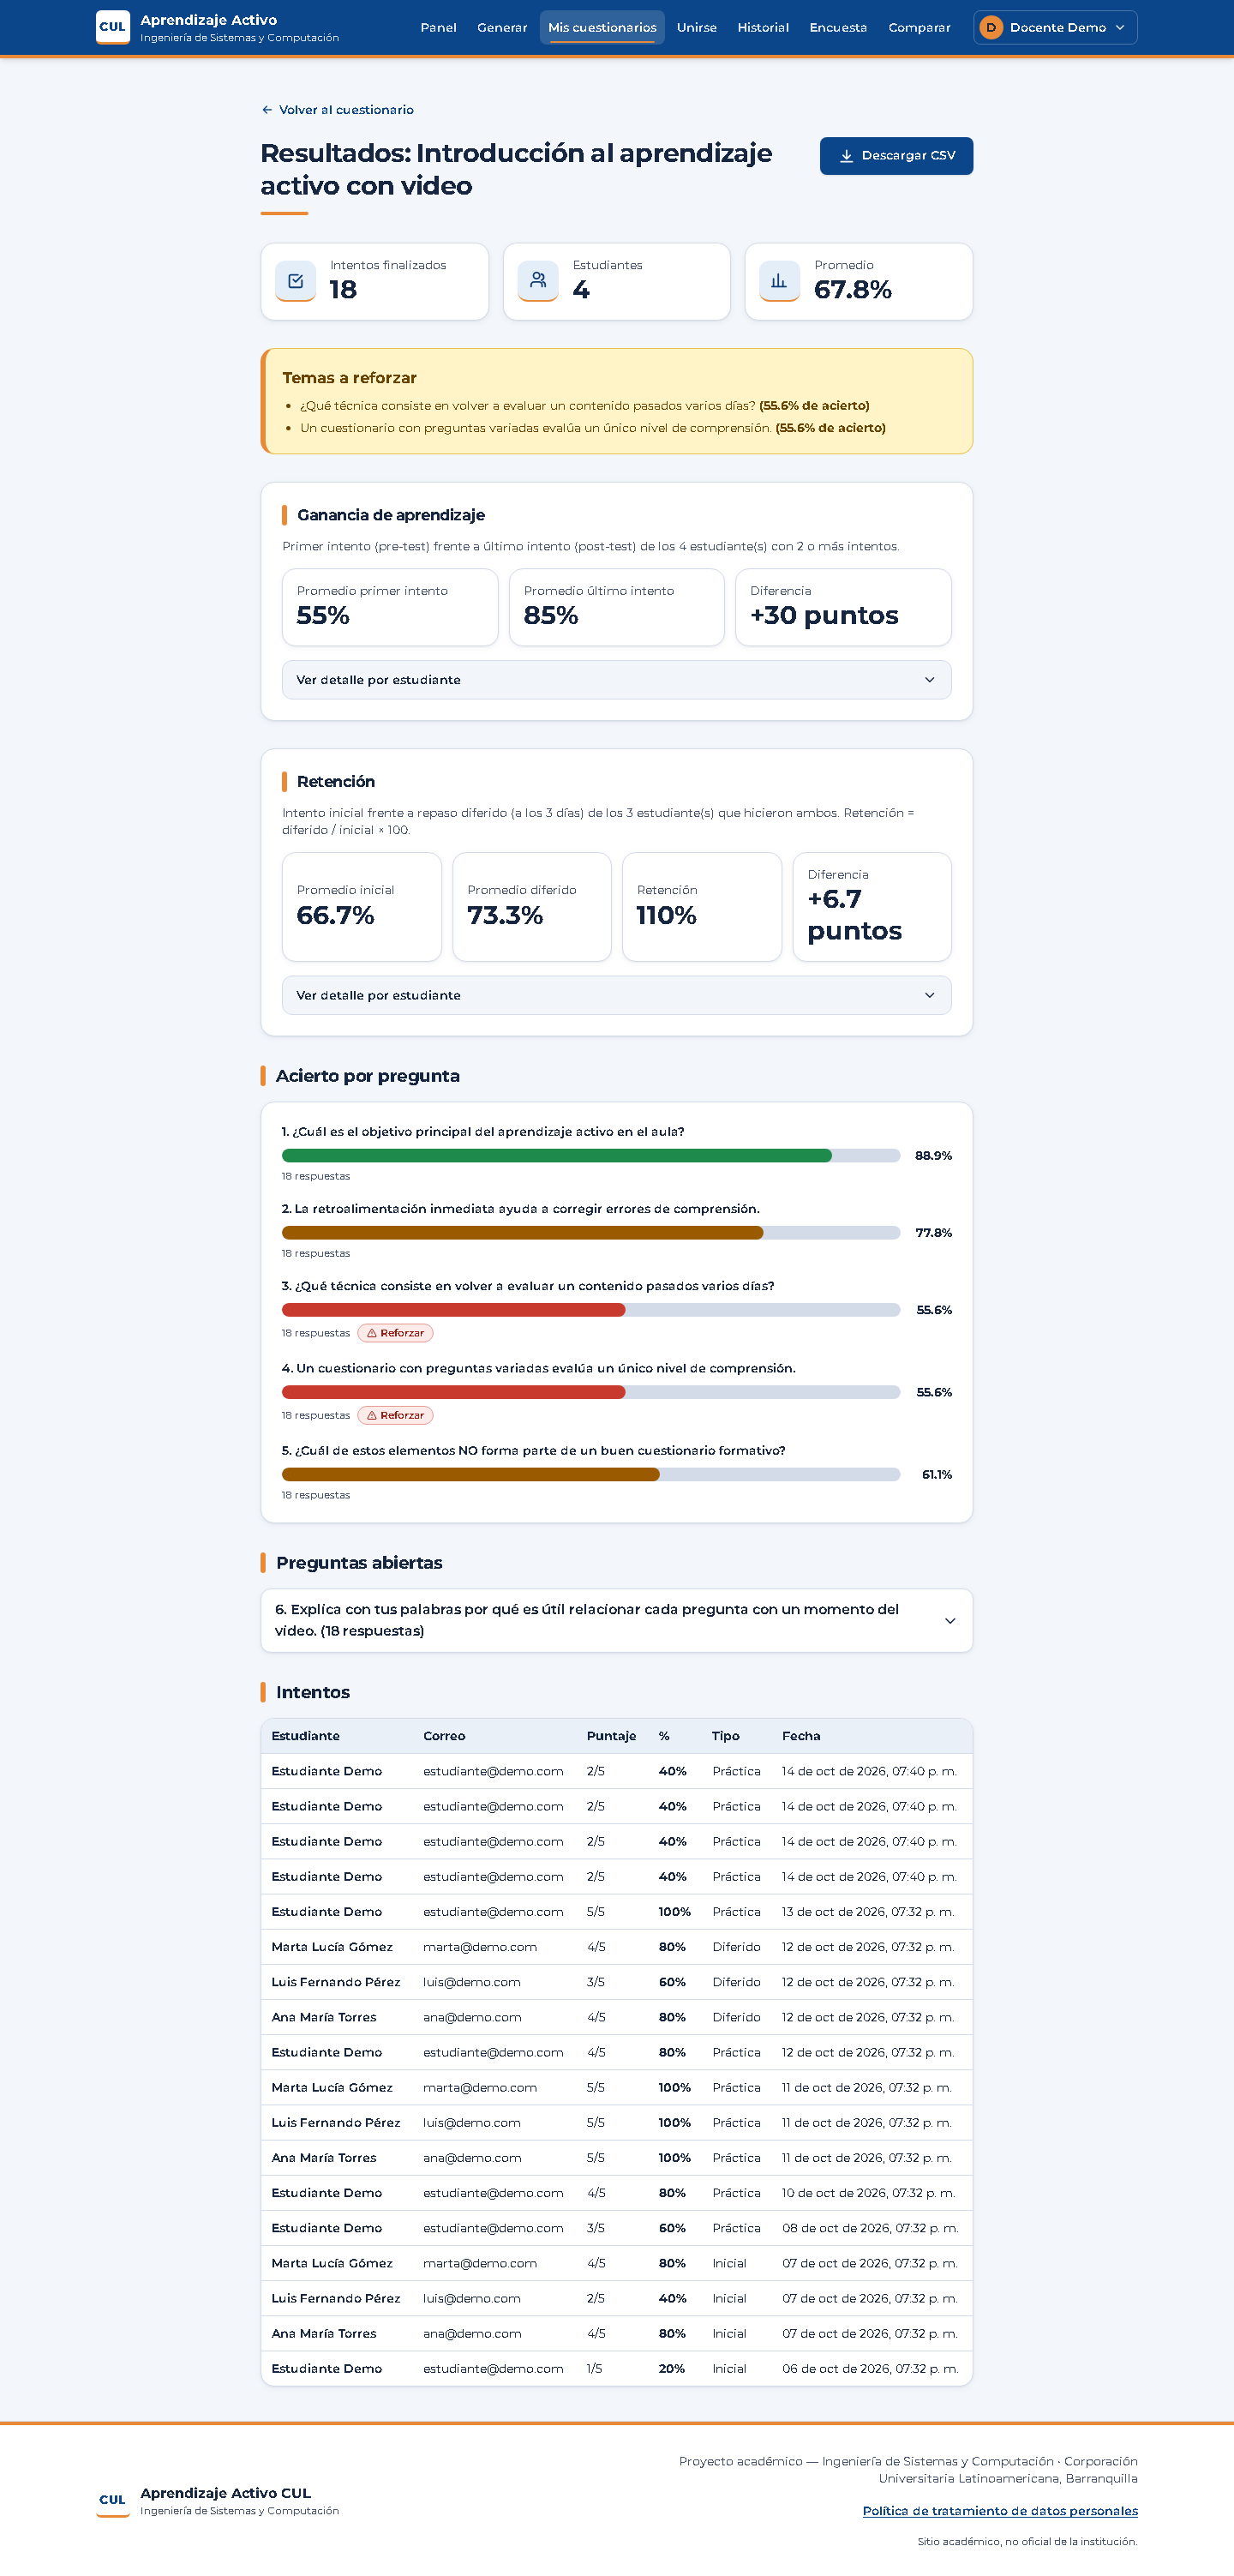 CUL
Aprendizaje Activo
Ingeniería de Sistemas y Computación
Panel
Generar
Mis cuestionarios
Unirse
Historial
Encuesta
Comparar
D
Docente Demo
← Volver al cuestionario
Resultados: Introducción al aprendizaje
activo con video
Descargar CSV
Intentos finalizados
18
Estudiantes
4
Promedio
67.8%
Temas a reforzar
• ¿Qué técnica consiste en volver a evaluar un contenido pasados varios días? (55.6% de acierto)
• Un cuestionario con preguntas variadas evalúa un único nivel de comprensión. (55.6% de acierto)
Ganancia de aprendizaje
Primer intento (pre-test) frente a último intento (post-test) de los 4 estudiante(s) con 2 o más intentos.
Promedio primer intento
55%
Promedio último intento
85%
Diferencia
+30 puntos
Ver detalle por estudiante
Retención
Intento inicial frente a repaso diferido (a los 3 días) de los 3 estudiante(s) que hicieron ambos. Retención =
diferido / inicial × 100.
Promedio inicial
66.7%
Promedio diferido
73.3%
Retención
110%
Diferencia
+6.7
puntos
Ver detalle por estudiante
Acierto por pregunta
1. ¿Cuál es el objetivo principal del aprendizaje activo en el aula?
88.9%
18 respuestas
2. La retroalimentación inmediata ayuda a corregir errores de comprensión.
77.8%
18 respuestas
3. ¿Qué técnica consiste en volver a evaluar un contenido pasados varios días?
55.6%
18 respuestas Reforzar
4. Un cuestionario con preguntas variadas evalúa un único nivel de comprensión.
55.6%
18 respuestas Reforzar
5. ¿Cuál de estos elementos NO forma parte de un buen cuestionario formativo?
61.1%
18 respuestas
Preguntas abiertas
6. Explica con tus palabras por qué es útil relacionar cada pregunta con un momento del
video. (18 respuestas)
Intentos
Estudiante Correo Puntaje % Tipo Fecha
Estudiante Demo estudiante@demo.com 2/5 40% Práctica 14 de oct de 2026, 07:40 p. m.
Estudiante Demo estudiante@demo.com 2/5 40% Práctica 14 de oct de 2026, 07:40 p. m.
Estudiante Demo estudiante@demo.com 2/5 40% Práctica 14 de oct de 2026, 07:40 p. m.
Estudiante Demo estudiante@demo.com 2/5 40% Práctica 14 de oct de 2026, 07:40 p. m.
Estudiante Demo estudiante@demo.com 5/5 100% Práctica 13 de oct de 2026, 07:32 p. m.
Marta Lucía Gómez marta@demo.com 4/5 80% Diferido 12 de oct de 2026, 07:32 p. m.
Luis Fernando Pérez luis@demo.com 3/5 60% Diferido 12 de oct de 2026, 07:32 p. m.
Ana María Torres ana@demo.com 4/5 80% Diferido 12 de oct de 2026, 07:32 p. m.
Estudiante Demo estudiante@demo.com 4/5 80% Práctica 12 de oct de 2026, 07:32 p. m.
Marta Lucía Gómez marta@demo.com 5/5 100% Práctica 11 de oct de 2026, 07:32 p. m.
Luis Fernando Pérez luis@demo.com 5/5 100% Práctica 11 de oct de 2026, 07:32 p. m.
Ana María Torres ana@demo.com 5/5 100% Práctica 11 de oct de 2026, 07:32 p. m.
Estudiante Demo estudiante@demo.com 4/5 80% Práctica 10 de oct de 2026, 07:32 p. m.
Estudiante Demo estudiante@demo.com 3/5 60% Práctica 08 de oct de 2026, 07:32 p. m.
Marta Lucía Gómez marta@demo.com 4/5 80% Inicial 07 de oct de 2026, 07:32 p. m.
Luis Fernando Pérez luis@demo.com 2/5 40% Inicial 07 de oct de 2026, 07:32 p. m.
Ana María Torres ana@demo.com 4/5 80% Inicial 07 de oct de 2026, 07:32 p. m.
Estudiante Demo estudiante@demo.com 1/5 20% Inicial 06 de oct de 2026, 07:32 p. m.
CUL
Aprendizaje Activo CUL
Ingeniería de Sistemas y Computación
Proyecto académico — Ingeniería de Sistemas y Computación · Corporación
Universitaria Latinoamericana, Barranquilla
Política de tratamiento de datos personales
Sitio académico, no oficial de la institución.